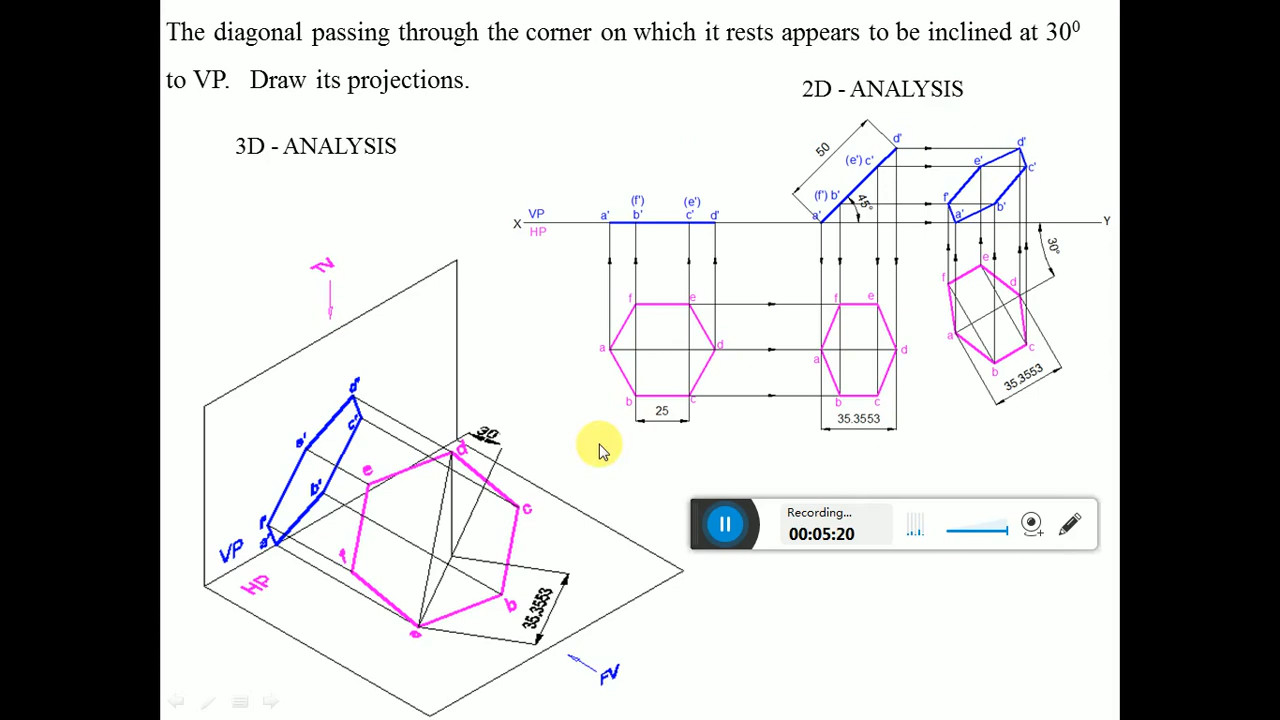 The diagonal passing through the corner on which it rests appears to be inclined at 30⁰
to VP. Draw its projections.
2D - ANALYSIS
3D - ANALYSIS
50
d'
(e') c'
(f') b'
a'
45°
d'
e'
c'
f'
a'
b'
X
VP
HP
Y
(f')
(e')
a'
b'
c'
d'
30°
f
e
a
d
b
c
25
f
e
a
d
b
c
35.3553
e
f
d
a
c
b
35.3553
TV
d'
c'
e'
b'
f'
a'
VP
HP
30
d
e
c
f
b
a
35.3553
FV
Recording...
00:05:20